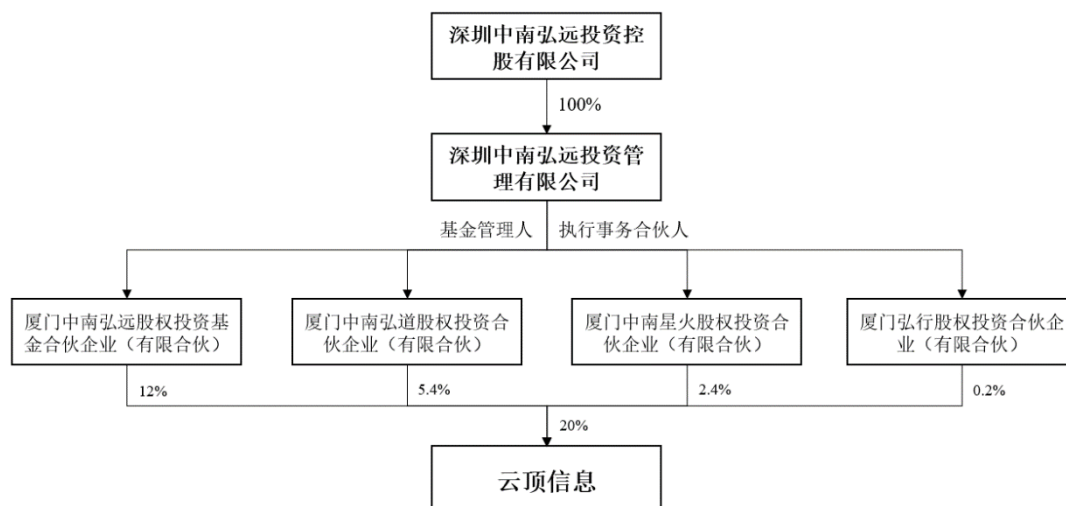 深圳中南弘远投资控
股有限公司
100%
深圳中南弘远投资管
理有限公司
基金管理人
执行事务合伙人
厦门中南弘远股权投资基
金合伙企业（有限合伙）
厦门中南弘道股权投资合
伙企业（有限合伙）
厦门中南星火股权投资合
伙企业（有限合伙）
厦门弘行股权投资合伙企
业（有限合伙）
12%
5.4%
2.4%
0.2%
20%
云顶信息